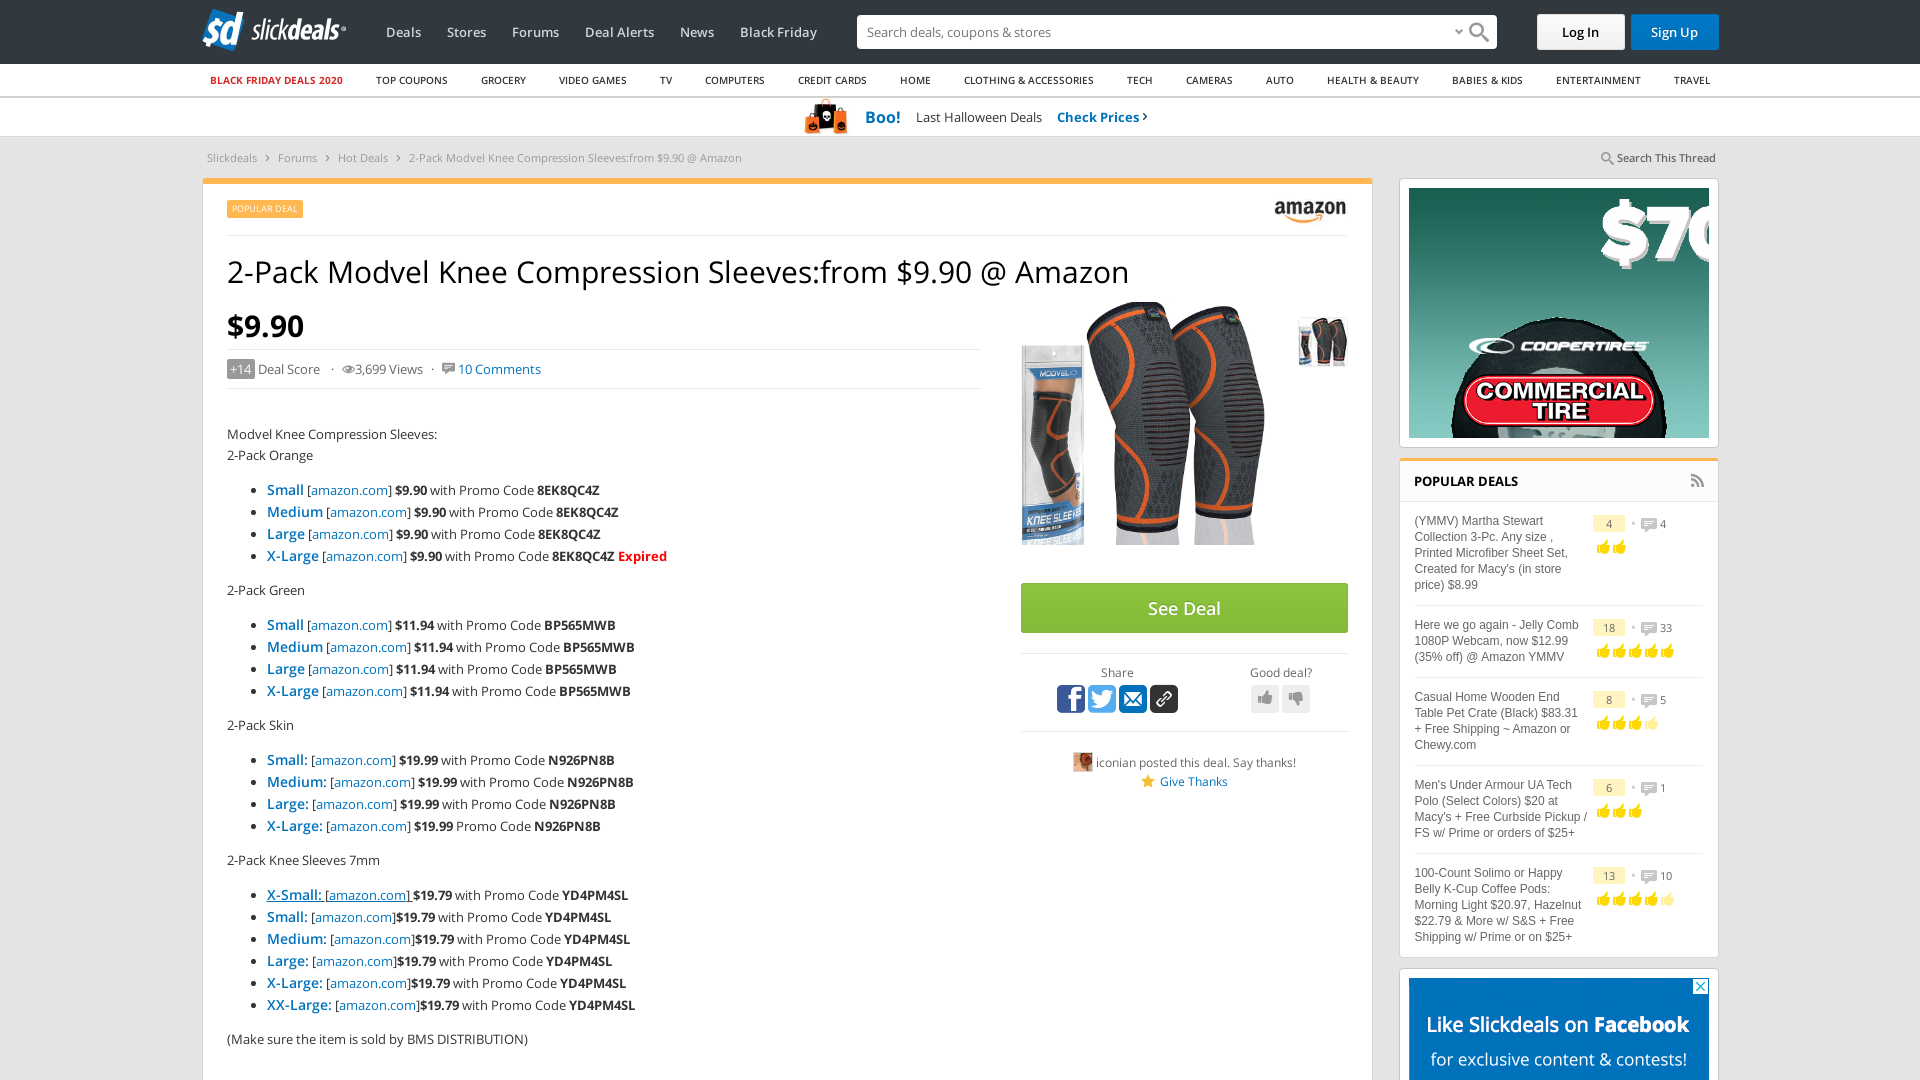 sd slickdeals
Deals Stores Forums Deal Alerts News Black Friday
Search deals, coupons & stores
Log In
Sign Up
BLACK FRIDAY DEALS 2020 TOP COUPONS GROCERY VIDEO GAMES TV COMPUTERS CREDIT CARDS HOME CLOTHING & ACCESSORIES TECH CAMERAS AUTO HEALTH & BEAUTY BABIES & KIDS ENTERTAINMENT TRAVEL
Boo! Last Halloween Deals Check Prices ›
Slickdeals › Forums › Hot Deals › 2-Pack Modvel Knee Compression Sleeves:from $9.90 @ Amazon
Search This Thread
POPULAR DEAL
amazon
2-Pack Modvel Knee Compression Sleeves:from $9.90 @ Amazon
$9.90
+14 Deal Score · 3,699 Views · 10 Comments
Modvel Knee Compression Sleeves:
2-Pack Orange
• Small [amazon.com] $9.90 with Promo Code 8EK8QC4Z
• Medium [amazon.com] $9.90 with Promo Code 8EK8QC4Z
• Large [amazon.com] $9.90 with Promo Code 8EK8QC4Z
• X-Large [amazon.com] $9.90 with Promo Code 8EK8QC4Z Expired
2-Pack Green
• Small [amazon.com] $11.94 with Promo Code BP565MWB
• Medium [amazon.com] $11.94 with Promo Code BP565MWB
• Large [amazon.com] $11.94 with Promo Code BP565MWB
• X-Large [amazon.com] $11.94 with Promo Code BP565MWB
2-Pack Skin
• Small: [amazon.com] $19.99 with Promo Code N926PN8B
• Medium: [amazon.com] $19.99 with Promo Code N926PN8B
• Large: [amazon.com] $19.99 with Promo Code N926PN8B
• X-Large: [amazon.com] $19.99 Promo Code N926PN8B
2-Pack Knee Sleeves 7mm
• X-Small: [amazon.com] $19.79 with Promo Code YD4PM4SL
• Small: [amazon.com]$19.79 with Promo Code YD4PM4SL
• Medium: [amazon.com]$19.79 with Promo Code YD4PM4SL
• Large: [amazon.com]$19.79 with Promo Code YD4PM4SL
• X-Large: [amazon.com]$19.79 with Promo Code YD4PM4SL
• XX-Large: [amazon.com]$19.79 with Promo Code YD4PM4SL
(Make sure the item is sold by BMS DISTRIBUTION)
MODVEL
KNEE SLEEVES
See Deal
Share
Good deal?
iconian posted this deal. Say thanks!
Give Thanks
$70
COOPERTIRES
COMMERCIAL
TIRE
POPULAR DEALS
(YMMV) Martha Stewart
Collection 3-Pc. Any size ,
Printed Microfiber Sheet Set,
Created for Macy's (in store
price) $8.99
4 • 4
Here we go again - Jelly Comb
1080P Webcam, now $12.99
(35% off) @ Amazon YMMV
18 • 33
Casual Home Wooden End
Table Pet Crate (Black) $83.31
+ Free Shipping ~ Amazon or
Chewy.com
8 • 5
Men's Under Armour UA Tech
Polo (Select Colors) $20 at
Macy's + Free Curbside Pickup /
FS w/ Prime or orders of $25+
6 • 1
100-Count Solimo or Happy
Belly K-Cup Coffee Pods:
Morning Light $20.97, Hazelnut
$22.79 & More w/ S&S + Free
Shipping w/ Prime or on $25+
13 • 10
Like Slickdeals on Facebook
for exclusive content & contests!